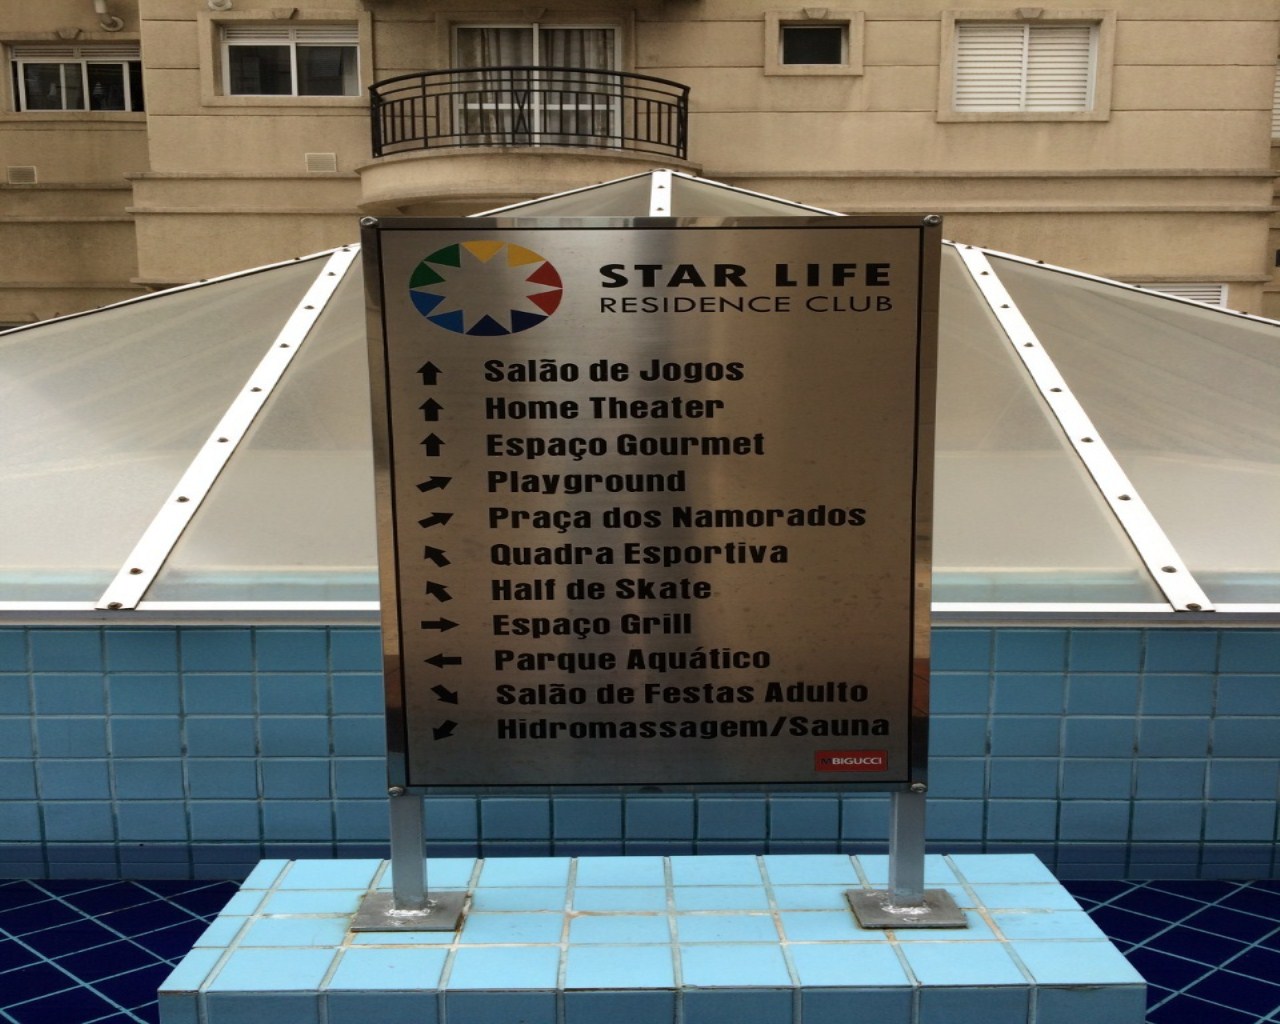 STAR LIFE
RESIDENCE CLUB
Salão de Jogos
Home Theater
Espaço Gourmet
Playground
Praça dos Namorados
Quadra Esportiva
Half de Skate
Espaço Grill
Parque Aquático
Salão de Festas Adulto
Hidromassagem/Sauna
MBIGUCCI